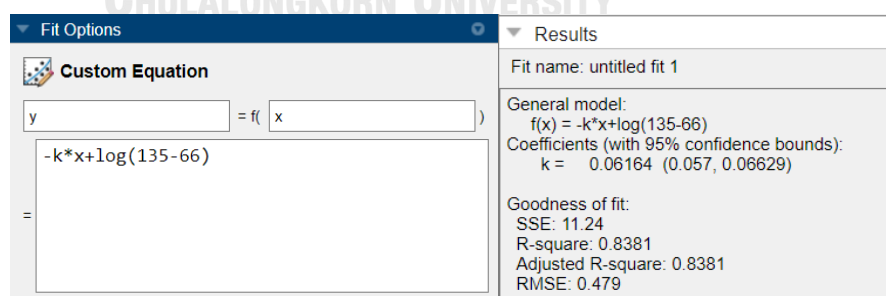 CHULALONGKORN UNIVERSITY
Fit Options
Custom Equation
y = f( x )
= -k*x+log(135-66)
Results
Fit name: untitled fit 1
General model:
f(x) = -k*x+log(135-66)
Coefficients (with 95% confidence bounds):
k = 0.06164 (0.057, 0.06629)
Goodness of fit:
SSE: 11.24
R-square: 0.8381
Adjusted R-square: 0.8381
RMSE: 0.479